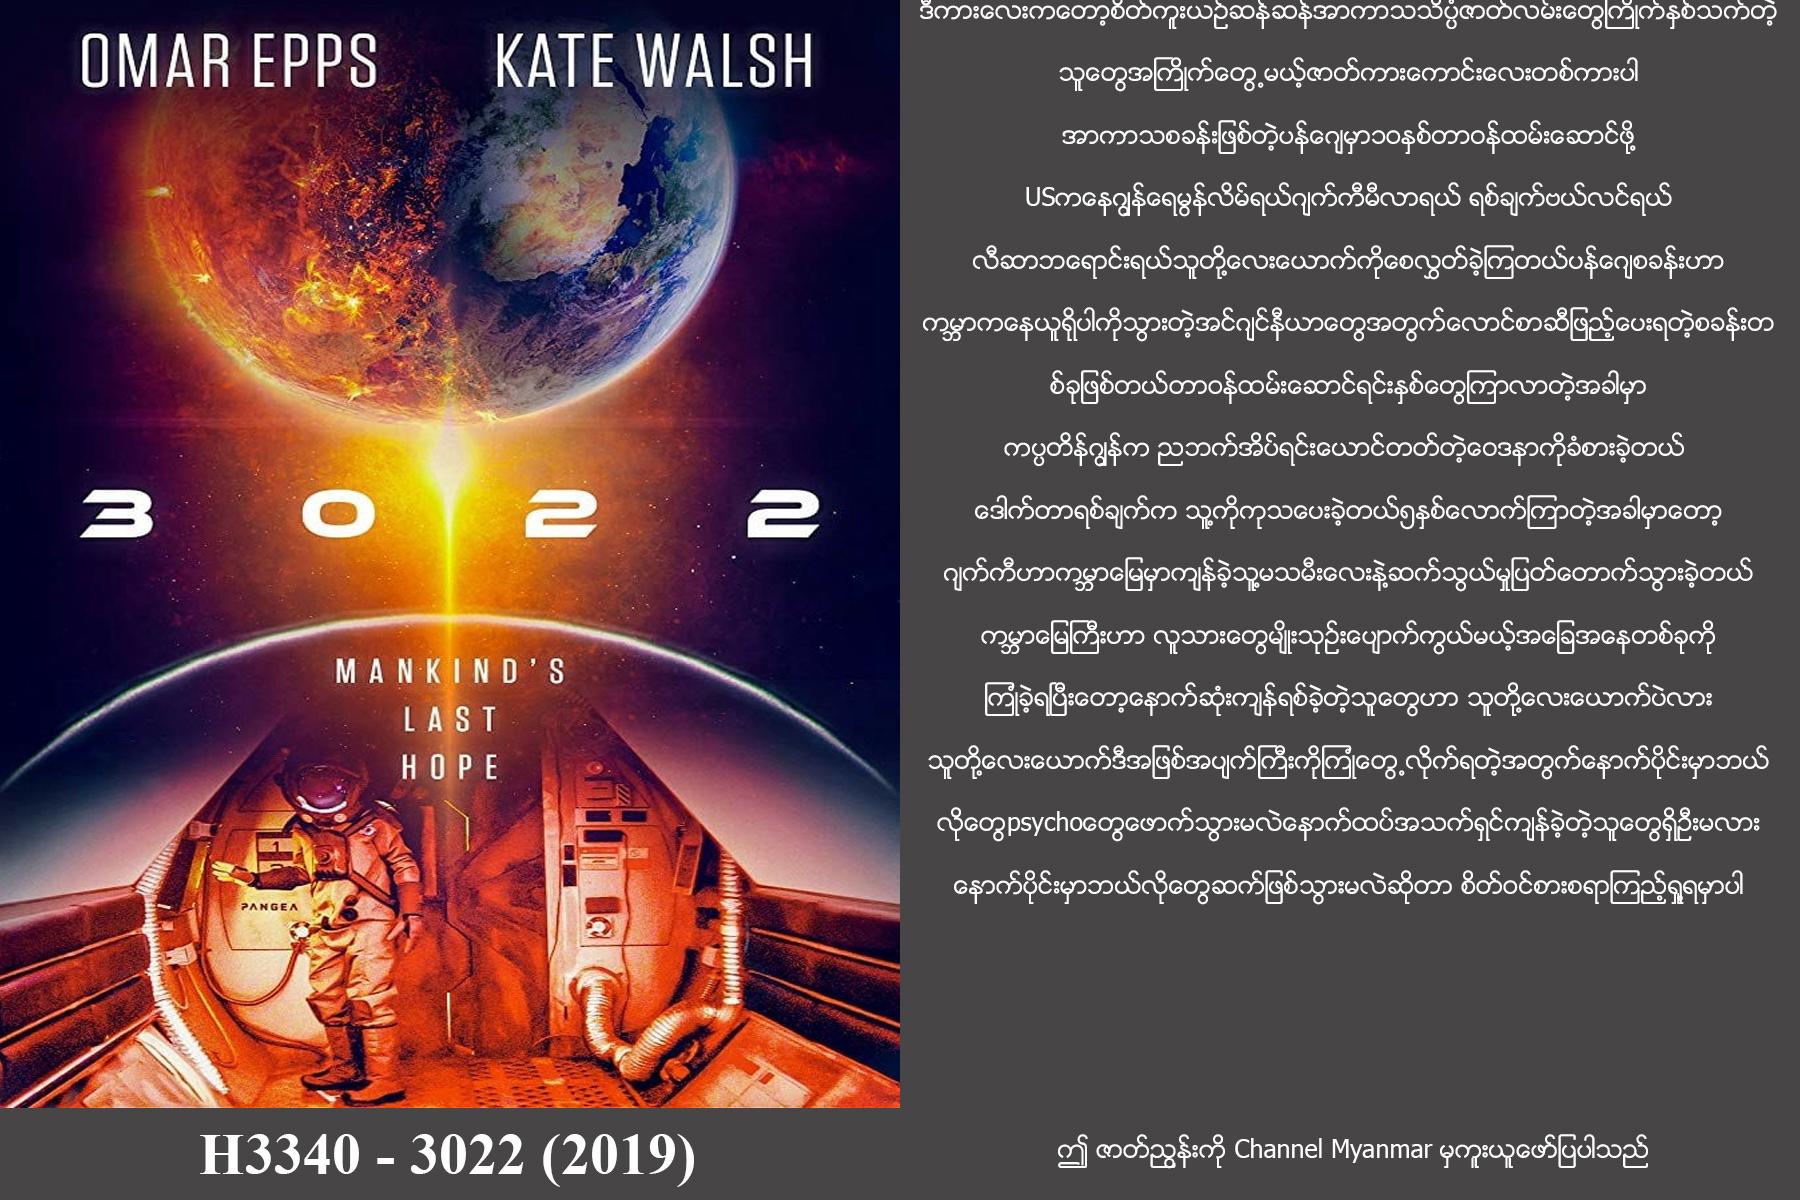 OMAR EPPS KATE WALSH
3 0 2 2
MANKIND'S
LAST
HOPE
PANGEA
H3340 - 3022 (2019)
ဒီကားလေးကတော့စိတ်ကူးယဉ်ဆန်ဆန်အာကာသသိပ္ပံဇာတ်လမ်းတွေကြိုက်နှစ်သက်တဲ့
သူတွေအကြိုက်တွေ့မယ့်ဇာတ်ကားကောင်းလေးတစ်ကားပါ
အာကာသစခန်းဖြစ်တဲ့ပန်ဂျေမှာ၁၀နှစ်တာဝန်ထမ်းဆောင်ဖို့
USကနေဂျွန်ရေမွန်လိမ်ရယ်ဂျက်ကီမီလာရယ် ရစ်ချက်ဗယ်လင်ရယ်
လီဆာဘရောင်းရယ်သူတို့လေးယောက်ကိုစေလွှတ်ခဲ့ကြတယ်ပန်ဂျေစခန်းဟာ
ကမ္ဘာကနေယူရိုပါကိုသွားတဲ့အင်ဂျင်နီယာတွေအတွက်လောင်စာဆီဖြည့်ပေးရတဲ့စခန်းတ
စ်ခုဖြစ်တယ်တာဝန်ထမ်းဆောင်ရင်းနှစ်တွေကြာလာတဲ့အခါမှာ
ကပ္ပတိန်ဂျွန်က ညဘက်အိပ်ရင်းယောင်တတ်တဲ့ဝေဒနာကိုခံစားခဲ့တယ်
ဒေါက်တာရစ်ချက်က သူ့ကိုကုသပေးခဲ့တယ်၅နှစ်လောက်ကြာတဲ့အခါမှာတော့
ဂျက်ကီဟာကမ္ဘာမြေမှာကျန်ခဲ့သူ့မသမီးလေးနဲ့ဆက်သွယ်မှုပြတ်တောက်သွားခဲ့တယ်
ကမ္ဘာမြေကြီးဟာ လူသားတွေမျိုးသုဉ်းပျောက်ကွယ်မယ့်အခြေအနေတစ်ခုကို
ကြုံခဲ့ရပြီးတော့နောက်ဆုံးကျန်ရစ်ခဲ့တဲ့သူတွေဟာ သူတို့လေးယောက်ပဲလား
သူတို့လေးယောက်ဒီအဖြစ်အပျက်ကြီးကိုကြုံတွေ့လိုက်ရတဲ့အတွက်နောက်ပိုင်းမှာဘယ်
လိုတွေpsychoတွေဖောက်သွားမလဲနောက်ထပ်အသက်ရှင်ကျန်ခဲ့တဲ့သူတွေရှိဦးမလား
နောက်ပိုင်းမှာဘယ်လိုတွေဆက်ဖြစ်သွားမလဲဆိုတာ စိတ်ဝင်စားစရာကြည့်ရှုရမှာပါ
ဤ ဇာတ်ညွှန်းကို Channel Myanmar မှကူးယူဖော်ပြပါသည်